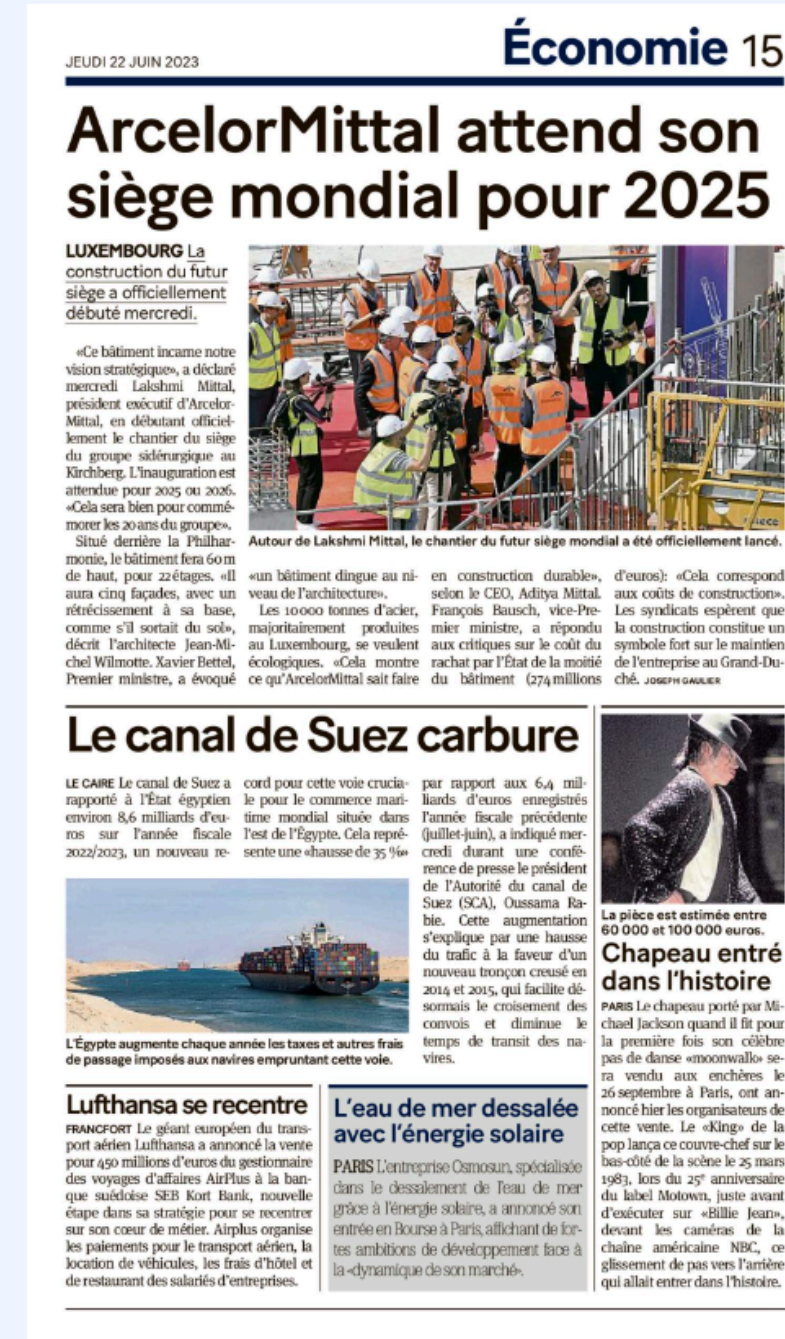 JEUDI 22 JUIN 2023
Économie 15
ArcelorMittal attend son
siège mondial pour 2025
LUXEMBOURG La
construction du futur
siège a officiellement
débuté mercredi.
«Ce bâtiment incarne notre
vision stratégique», a déclaré
mercredi Lakshmi Mittal,
président exécutif d'Arcelor-
Mittal, en débutant officiel-
lement le chantier du siège
du groupe sidérurgique au
Kirchberg. L'inauguration est
attendue pour 2025 ou 2026.
«Cela sera bien pour commé-
morer les 20 ans du groupe».
Situé derrière la Philhar-
monie, le bâtiment fera 60 m
de haut, pour 22 étages. «Il
aura cinq façades, avec un
rétrécissement à sa base,
comme s'il sortait du sol»,
décrit l'architecte Jean-Mi-
chel Wilmotte. Xavier Bettel,
Premier ministre, a évoqué
Autour de Lakshmi Mittal, le chantier du futur siège mondial a été officiellement lancé.
«un bâtiment dingue au ni-
veau de l'architecture».
Les 10 000 tonnes d'acier,
majoritairement produites
au Luxembourg, se veulent
écologiques. «Cela montre
ce qu'ArcelorMittal sait faire
en construction durable»,
selon le CEO, Aditya Mittal.
François Bausch, vice-Pre-
mier ministre, a répondu
aux critiques sur le coût du
rachat par l'État de la moitié
du bâtiment (274 millions
d'euros): «Cela correspond
aux coûts de construction».
Les syndicats espèrent que
la construction constitue un
symbole fort sur le maintien
de l'entreprise au Grand-Du-
ché. JOSEPH GAULIER
Le canal de Suez carbure
LE CAIRE Le canal de Suez a
rapporté à l'État égyptien
environ 8,6 milliards d'eu-
ros sur l'année fiscale
2022/2023, un nouveau re-
cord pour cette voie crucia-
le pour le commerce mari-
time mondial située dans
l'est de l'Égypte. Cela repré-
sente une «hausse de 35 %»
par rapport aux 6,4 mil-
liards d'euros enregistrés
l'année fiscale précédente
(juillet-juin), a indiqué mer-
credi durant une confé-
rence de presse le président
de l'Autorité du canal de
Suez (SCA), Oussama Ra-
bie. Cette augmentation
s'explique par une hausse
du trafic à la faveur d'un
nouveau tronçon creusé en
2014 et 2015, qui facilite dé-
sormais le croisement des
convois et diminue le
temps de transit des na-
vires.
L'Égypte augmente chaque année les taxes et autres frais
de passage imposés aux navires empruntant cette voie.
La pièce est estimée entre
60 000 et 100 000 euros.
Chapeau entré
dans l'histoire
PARIS Le chapeau porté par Mi-
chael Jackson quand il fit pour
la première fois son célèbre
pas de danse «moonwalk» se-
ra vendu aux enchères le
26 septembre à Paris, ont an-
noncé hier les organisateurs de
cette vente. Le «King» de la
pop lança ce couvre-chef sur le
bas-côté de la scène le 25 mars
1983, lors du 25e anniversaire
du label Motown, juste avant
d'exécuter sur «Billie Jean»,
devant les caméras de la
chaîne américaine NBC, ce
glissement de pas vers l'arrière
qui allait entrer dans l'histoire.
Lufthansa se recentre
FRANCFORT Le géant européen du trans-
port aérien Lufthansa a annoncé la vente
pour 450 millions d'euros du gestionnaire
des voyages d'affaires AirPlus à la ban-
que suédoise SEB Kort Bank, nouvelle
étape dans sa stratégie pour se recentrer
sur son cœur de métier. Airplus organise
les paiements pour le transport aérien, la
location de véhicules, les frais d'hôtel et
de restaurant des salariés d'entreprises.
L'eau de mer dessalée
avec l'énergie solaire
PARIS L'entreprise Osmosun, spécialisée
dans le dessalement de l'eau de mer
grâce à l'énergie solaire, a annoncé son
entrée en Bourse à Paris, affichant de for-
tes ambitions de développement face à
la «dynamique de son marché».